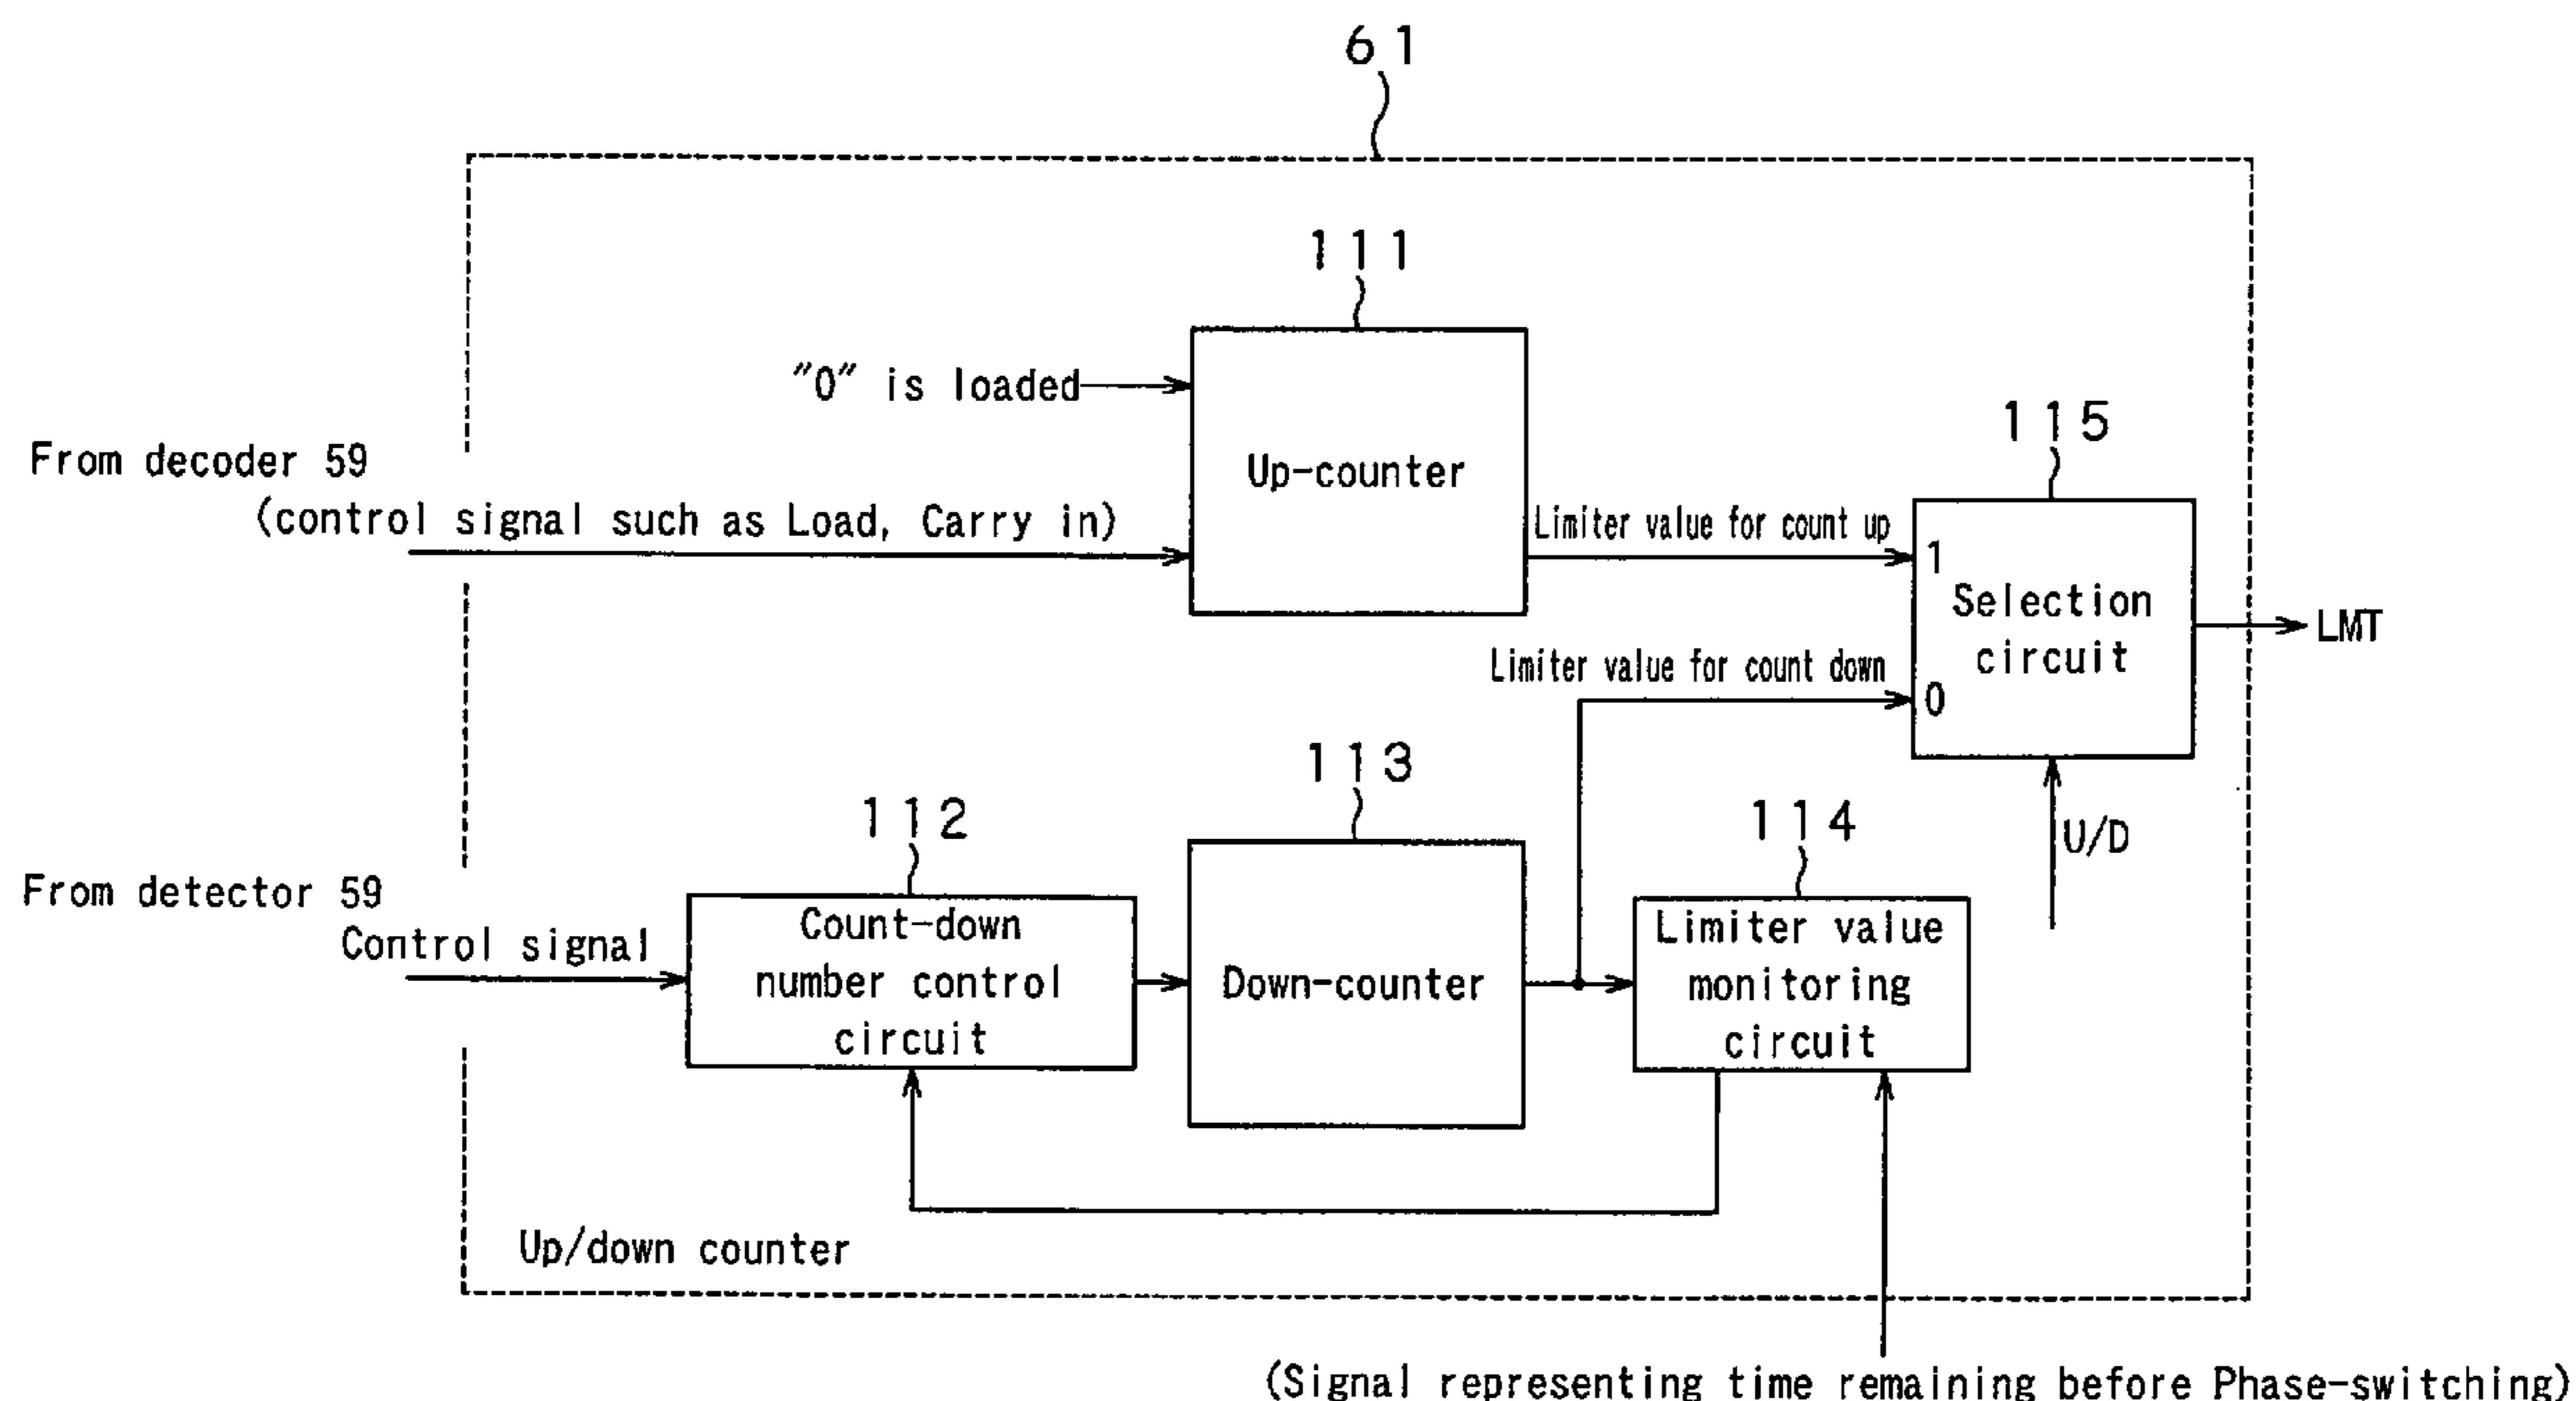 61
111
"0" is loaded
115
From decoder 59
(control signal such as Load, Carry in)
Up-counter
Limiter value for count up
1
Selection
circuit
LMT
Limiter value for count down
0
113
112
114
U/D
From detector 59
Control signal
Count-down
number control
circuit
Down-counter
Limiter value
monitoring
circuit
Up/down counter
(Signal representing time remaining before Phase-switching)